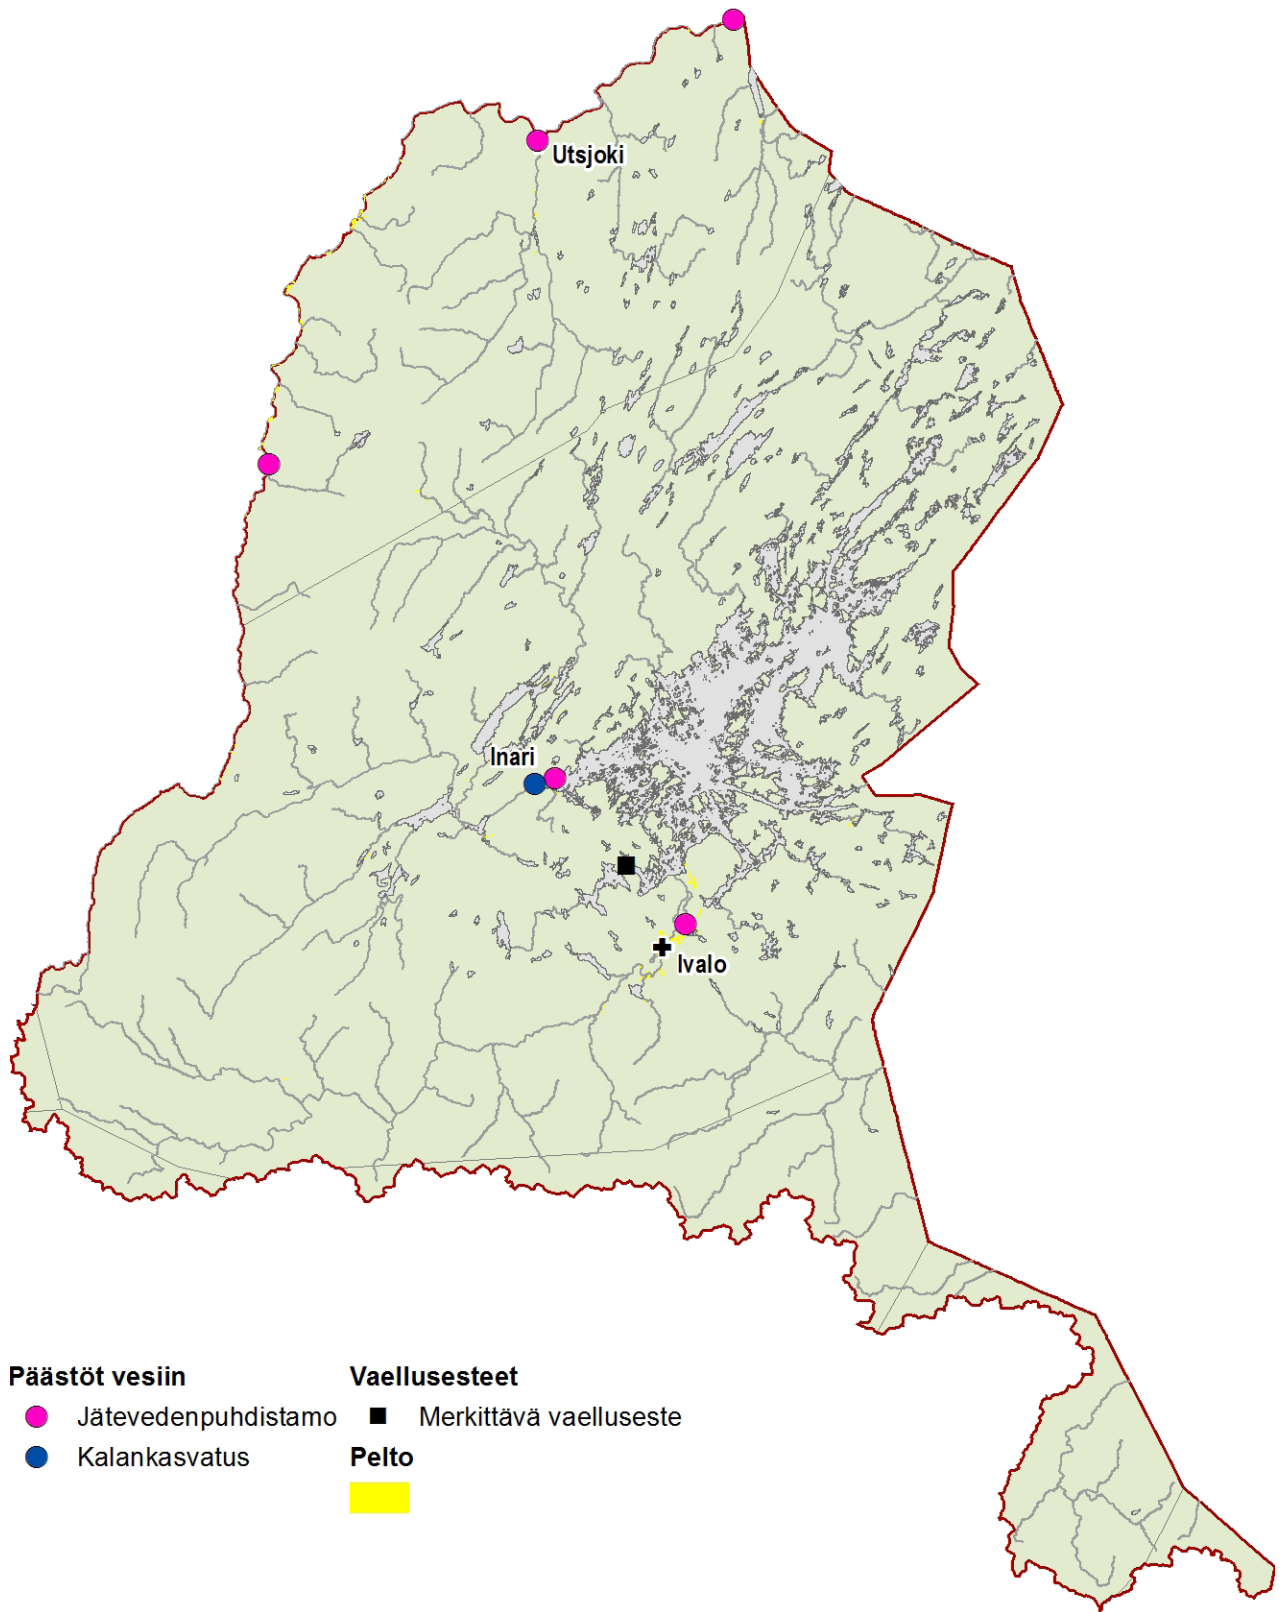 Utsjoki
Inari
Ivalo
Päästöt vesiin
Jätevedenpuhdistamo
Kalankasvatus
Vaellusesteet
Merkittävä vaelluseste
Pelto